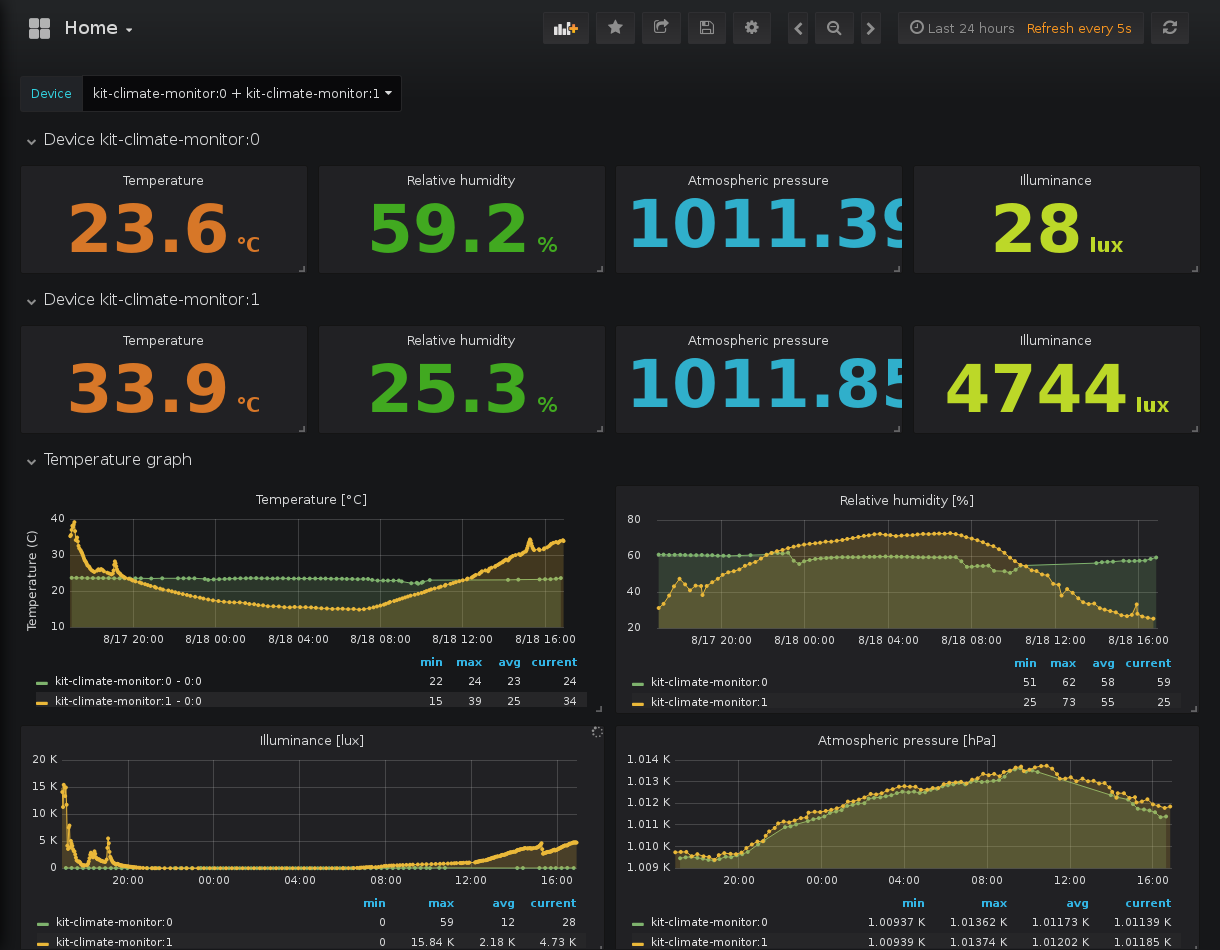 Home
Last 24 hours Refresh every 5s
Device kit-climate-monitor:0 + kit-climate-monitor:1
Device kit-climate-monitor:0
Temperature Relative humidity Atmospheric pressure Illuminance
23.6 °C 59.2 % 1011.39 28 lux
Device kit-climate-monitor:1
Temperature Relative humidity Atmospheric pressure Illuminance
33.9 °C 25.3 % 1011.85 4744 lux
Temperature graph
Temperature [°C]
Temperature (C)
40
30
20
10
8/17 20:00 8/18 00:00 8/18 04:00 8/18 08:00 8/18 12:00 8/18 16:00
min max avg current
kit-climate-monitor:0 - 0:0 22 24 23 24
kit-climate-monitor:1 - 0:0 15 39 25 34
Relative humidity [%]
80
60
40
20
8/17 20:00 8/18 00:00 8/18 04:00 8/18 08:00 8/18 12:00 8/18 16:00
min max avg current
kit-climate-monitor:0 51 62 58 59
kit-climate-monitor:1 25 73 55 25
Illuminance [lux]
20 K
15 K
10 K
5 K
0
20:00 00:00 04:00 08:00 12:00 16:00
min max avg current
kit-climate-monitor:0 0 59 12 28
kit-climate-monitor:1 0 15.84 K 2.18 K 4.73 K
Atmospheric pressure [hPa]
1.014 K
1.013 K
1.012 K
1.011 K
1.010 K
1.009 K
20:00 00:00 04:00 08:00 12:00 16:00
min max avg current
kit-climate-monitor:0 1.00937 K 1.01362 K 1.01173 K 1.01139 K
kit-climate-monitor:1 1.00939 K 1.01374 K 1.01202 K 1.01185 K